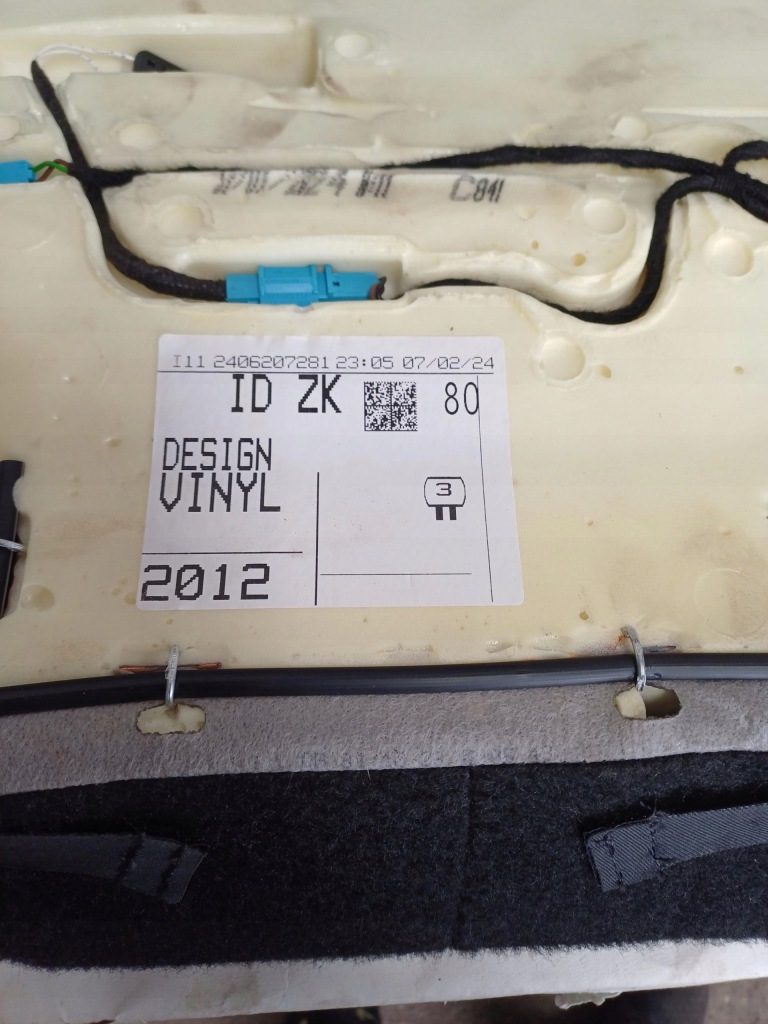 C841
I11 2406207281 23:05 07/02/24
ID ZK 80
DESIGN
VINYL
3
2012